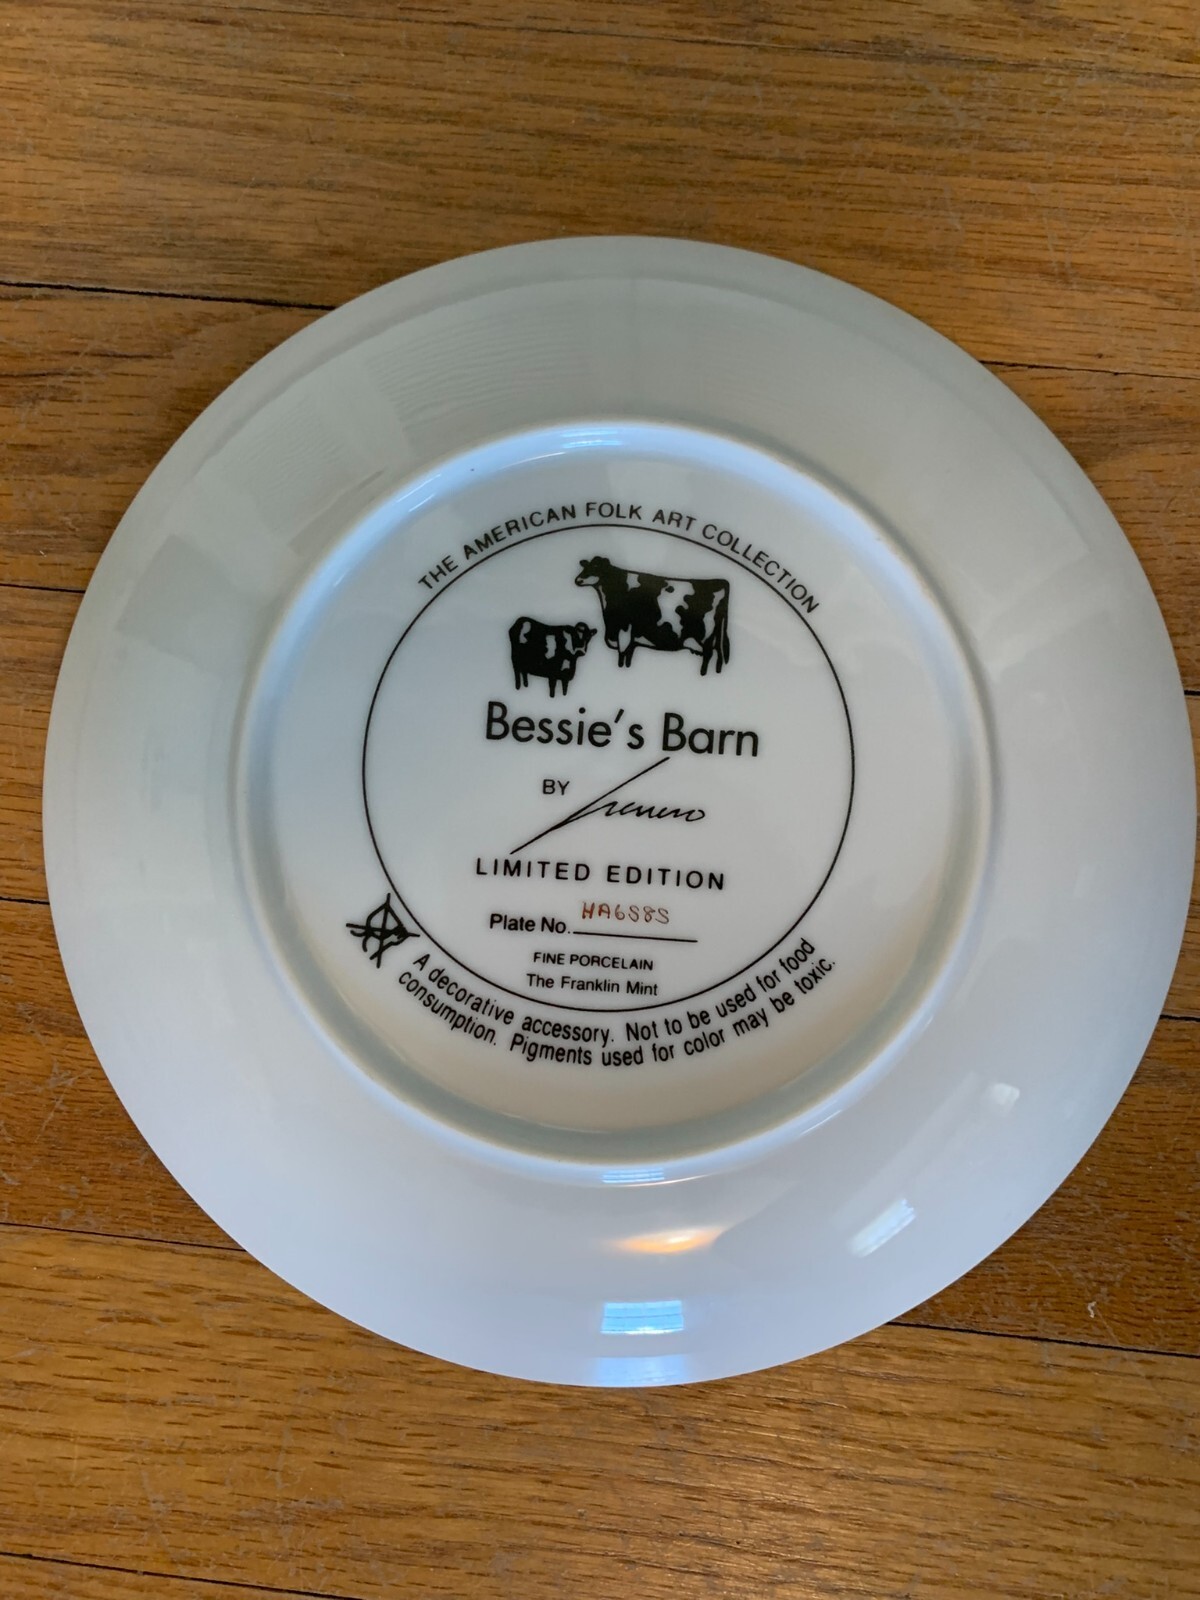 THE AMERICAN FOLK ART COLLECTION
Bessie's Barn
BY
LIMITED EDITION
Plate No. HA6585
FINE PORCELAIN
The Franklin Mint
A decorative accessory. Not to be used for food
consumption. Pigments used for color may be toxic.